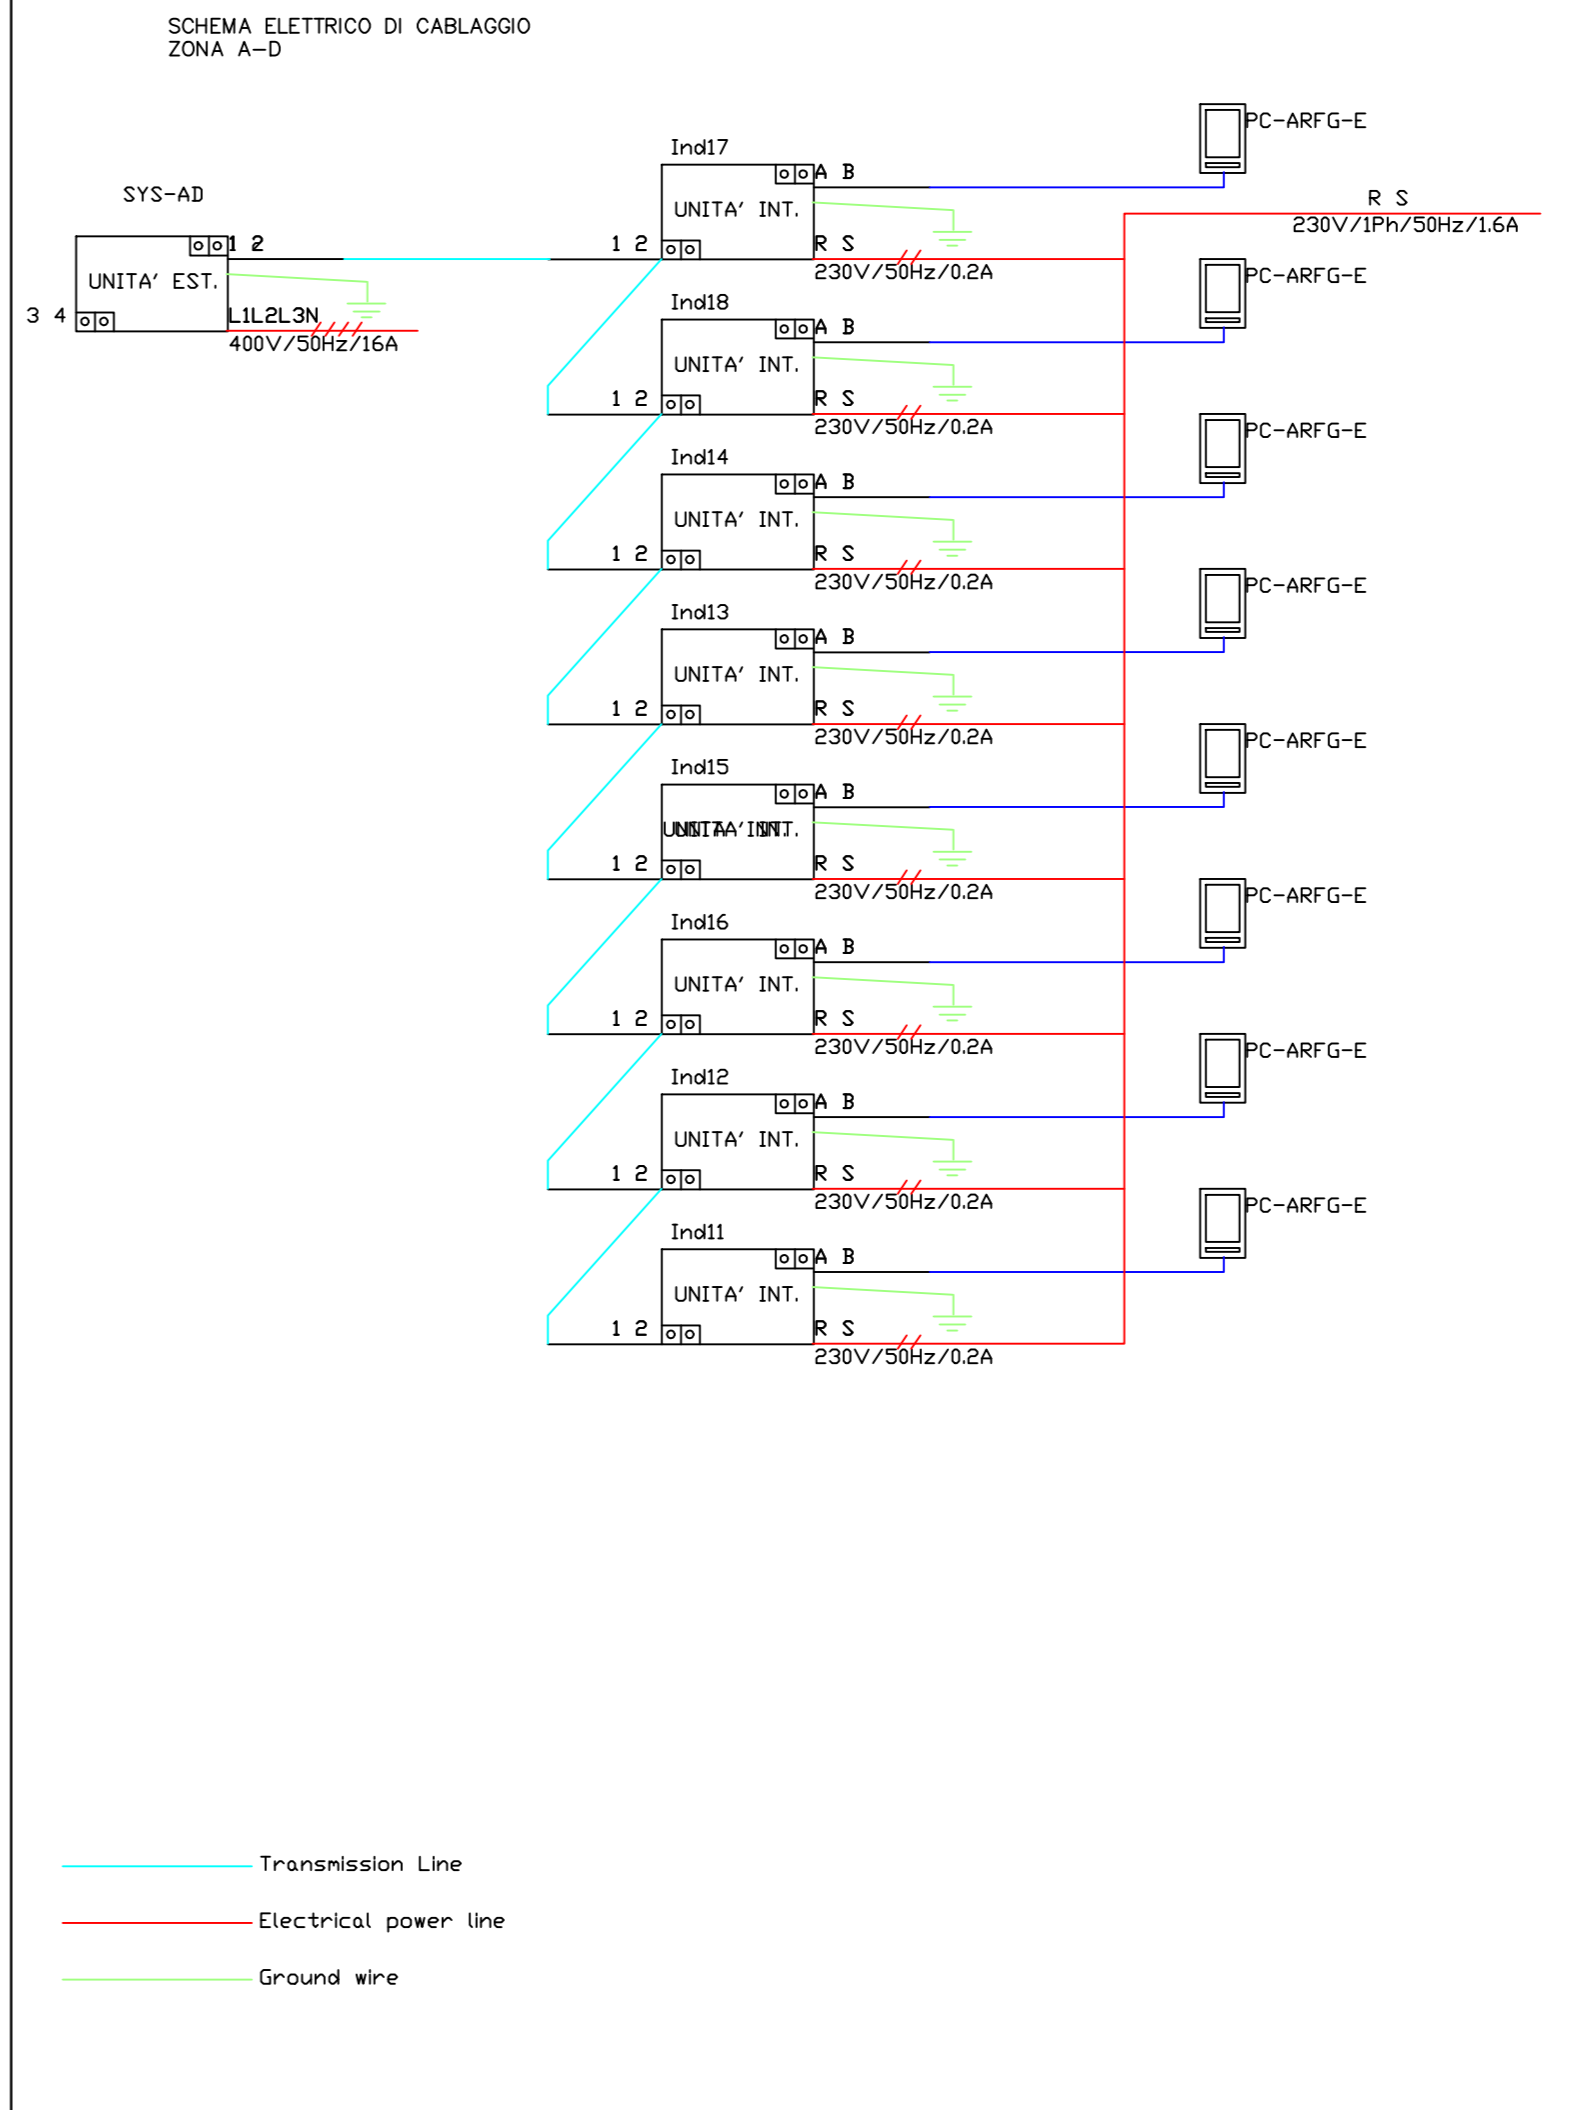 SCHEMA ELETTRICO DI CABLAGGIO
ZONA A-D
SYS-AD
1 2
UNITA' EST.
3 4
L1L2L3N
400V/50Hz/16A
R S
230V/1Ph/50Hz/1.6A
Ind17
A B
PC-ARFG-E
UNITA' INT.
1 2
R S
230V/50Hz/0.2A
Ind18
A B
PC-ARFG-E
UNITA' INT.
1 2
R S
230V/50Hz/0.2A
Ind14
A B
PC-ARFG-E
UNITA' INT.
1 2
R S
230V/50Hz/0.2A
Ind13
A B
PC-ARFG-E
UNITA' INT.
1 2
R S
230V/50Hz/0.2A
Ind15
A B
PC-ARFG-E
1 2
R S
230V/50Hz/0.2A
Ind16
A B
PC-ARFG-E
UNITA' INT.
1 2
R S
230V/50Hz/0.2A
Ind12
A B
PC-ARFG-E
UNITA' INT.
1 2
R S
230V/50Hz/0.2A
Ind11
A B
PC-ARFG-E
UNITA' INT.
1 2
R S
230V/50Hz/0.2A
Transmission Line
Electrical power line
Ground wire